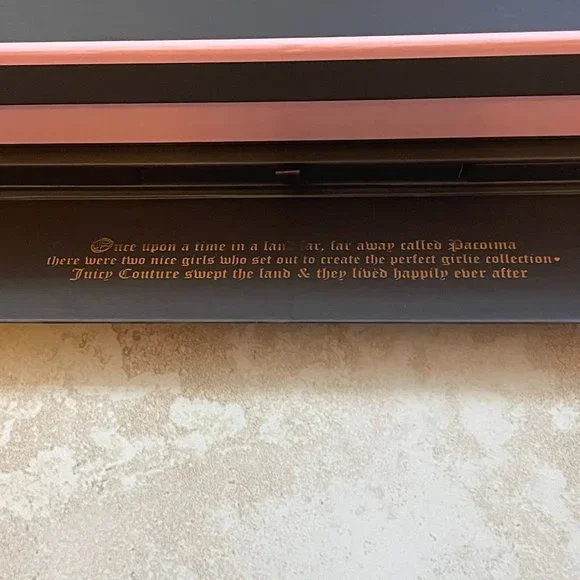 Once upon a time in a land far, far away called Pacoima
there were two nice girls who set out to create the perfect girlie collection♥
Juicy Couture swept the land & they lived happily ever after